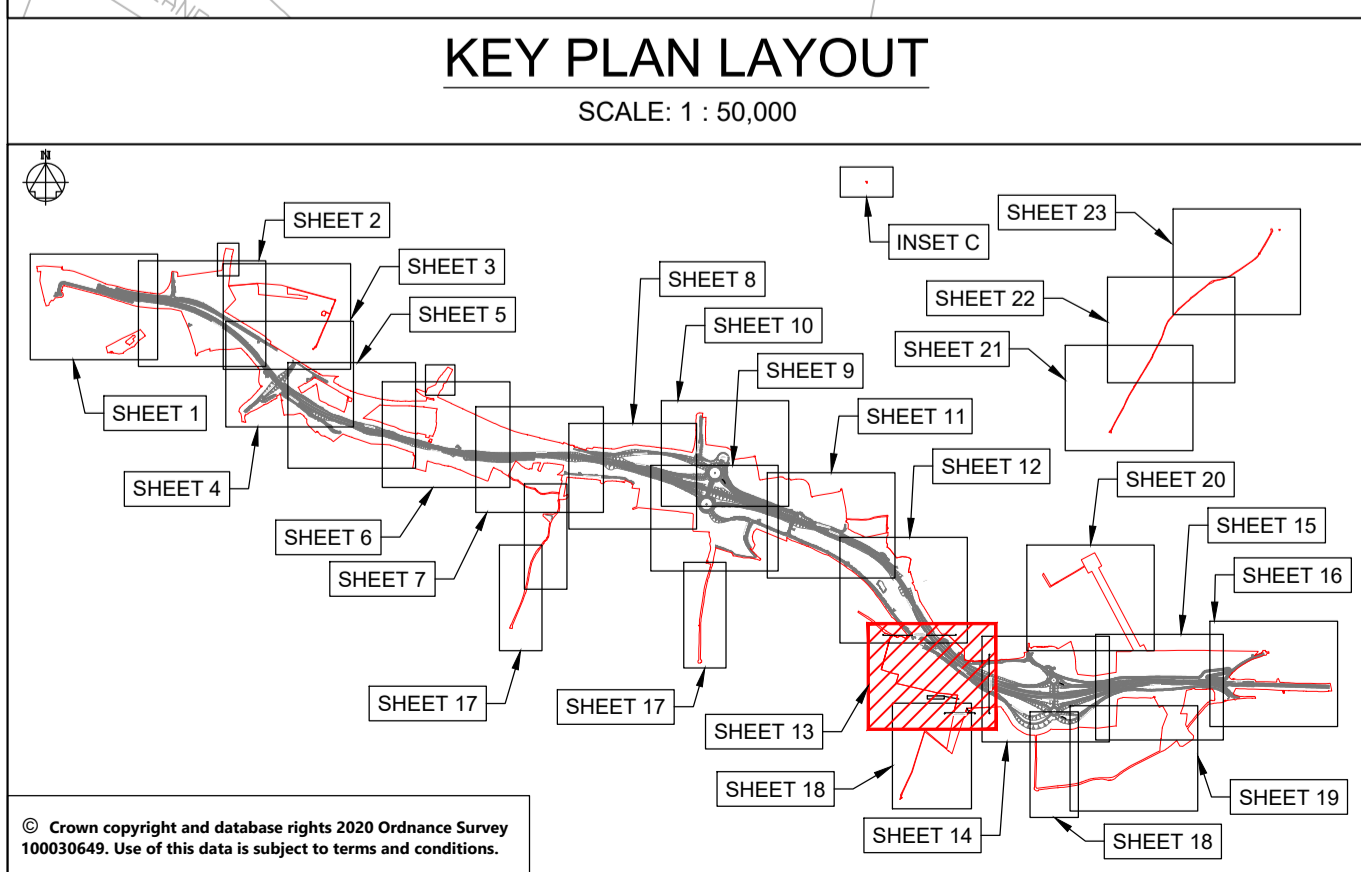 LANE
KEY PLAN LAYOUT
SCALE: 1 : 50,000
N
SHEET 2
SHEET 3
SHEET 5
SHEET 1
SHEET 4
SHEET 6
SHEET 7
SHEET 8
SHEET 10
SHEET 9
SHEET 11
SHEET 12
INSET C
SHEET 23
SHEET 22
SHEET 21
SHEET 20
SHEET 15
SHEET 16
SHEET 17
SHEET 17
SHEET 13
SHEET 18
SHEET 14
SHEET 18
SHEET 19
© Crown copyright and database rights 2020 Ordnance Survey
100030649. Use of this data is subject to terms and conditions.